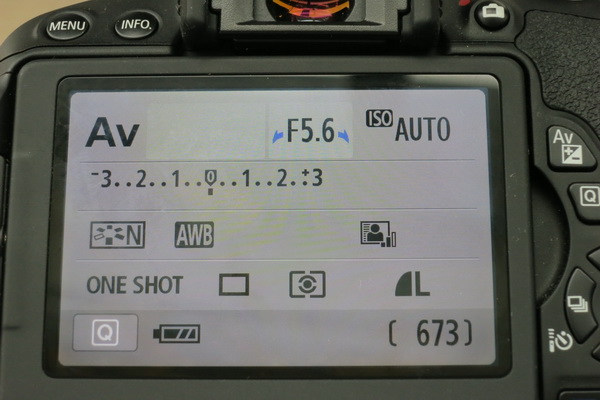 MENU INFO.
Av F5.6 ISO AUTO
-3..2..1..0..1..2.+3
N AWB
ONE SHOT L
Q [ 673]
Av
Q